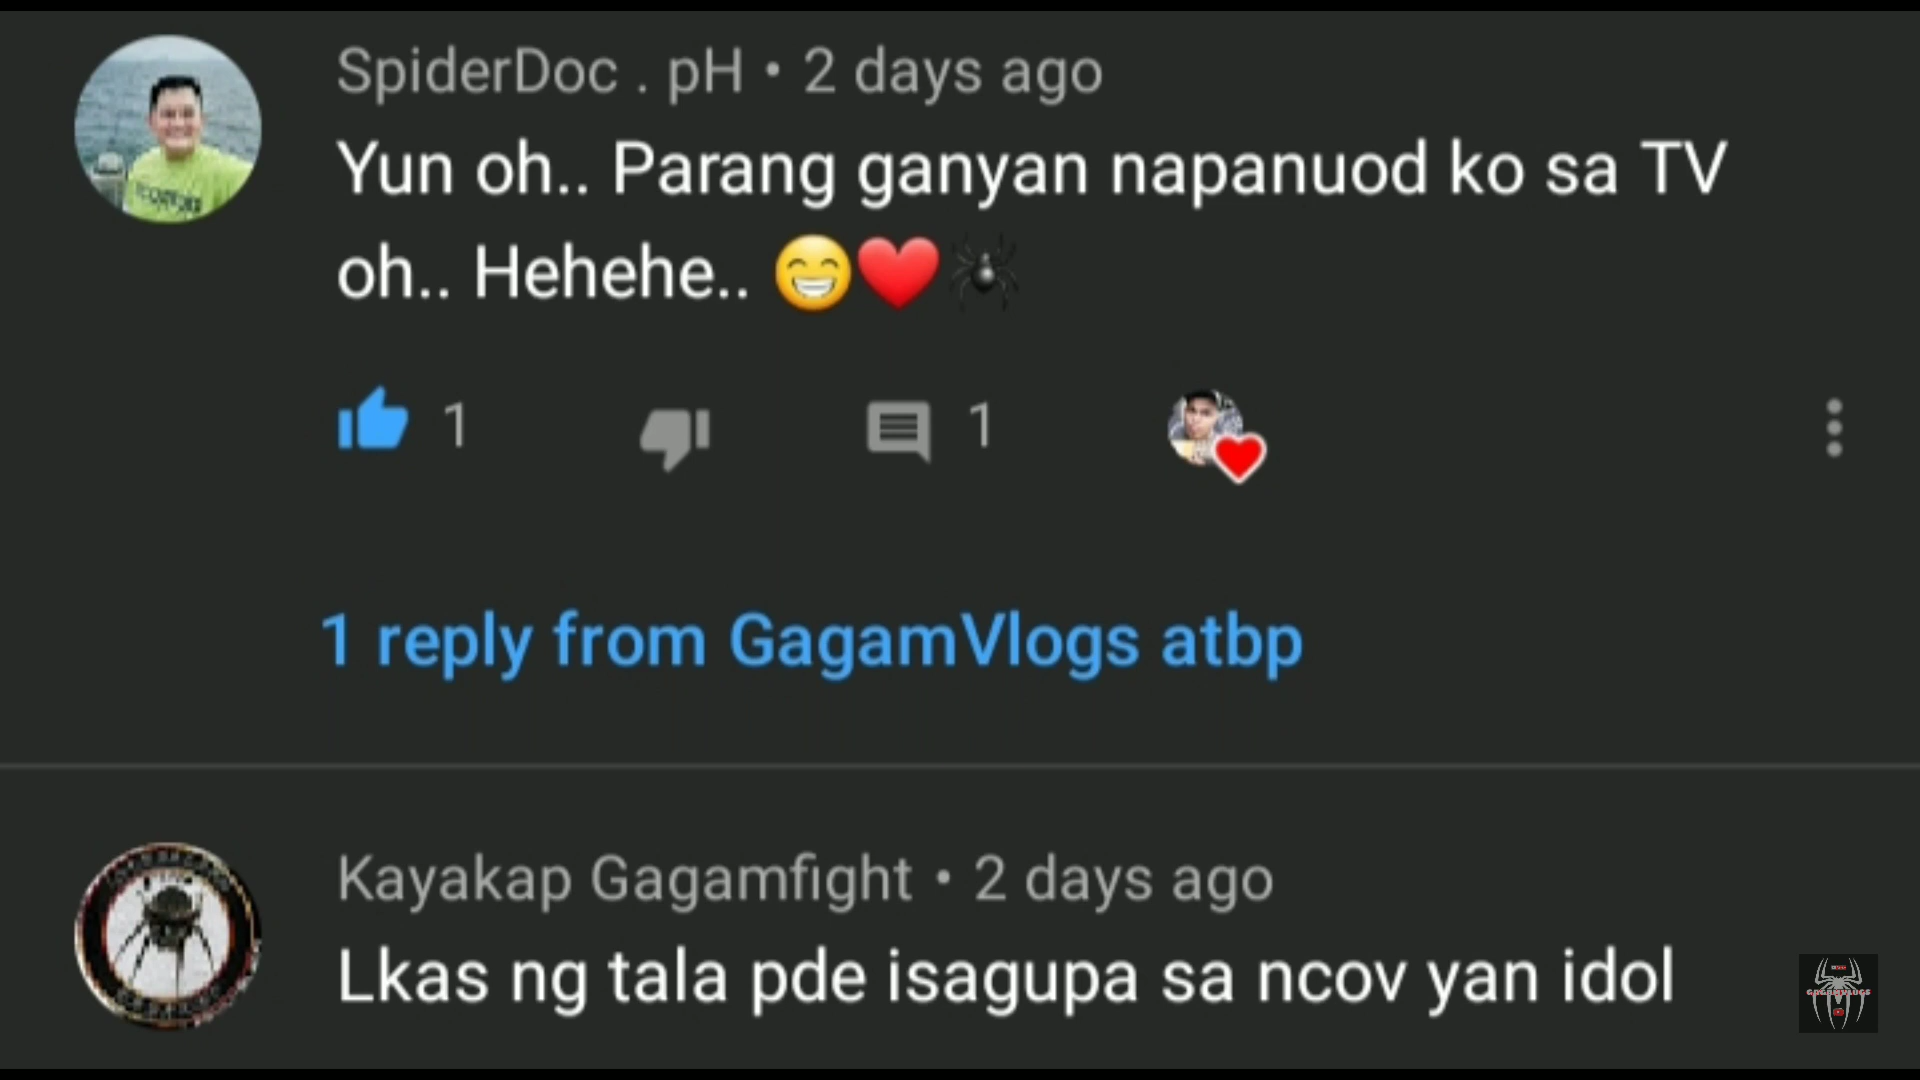 SpiderDoc . pH • 2 days ago
Yun oh.. Parang ganyan napanuod ko sa TV
oh.. Hehehe.. 😁❤️🕷️
1
1
1 reply from GagamVlogs atbp
Kayakap Gagamfight • 2 days ago
Lkas ng tala pde isagupa sa ncov yan idol
GAGAMVLOGS